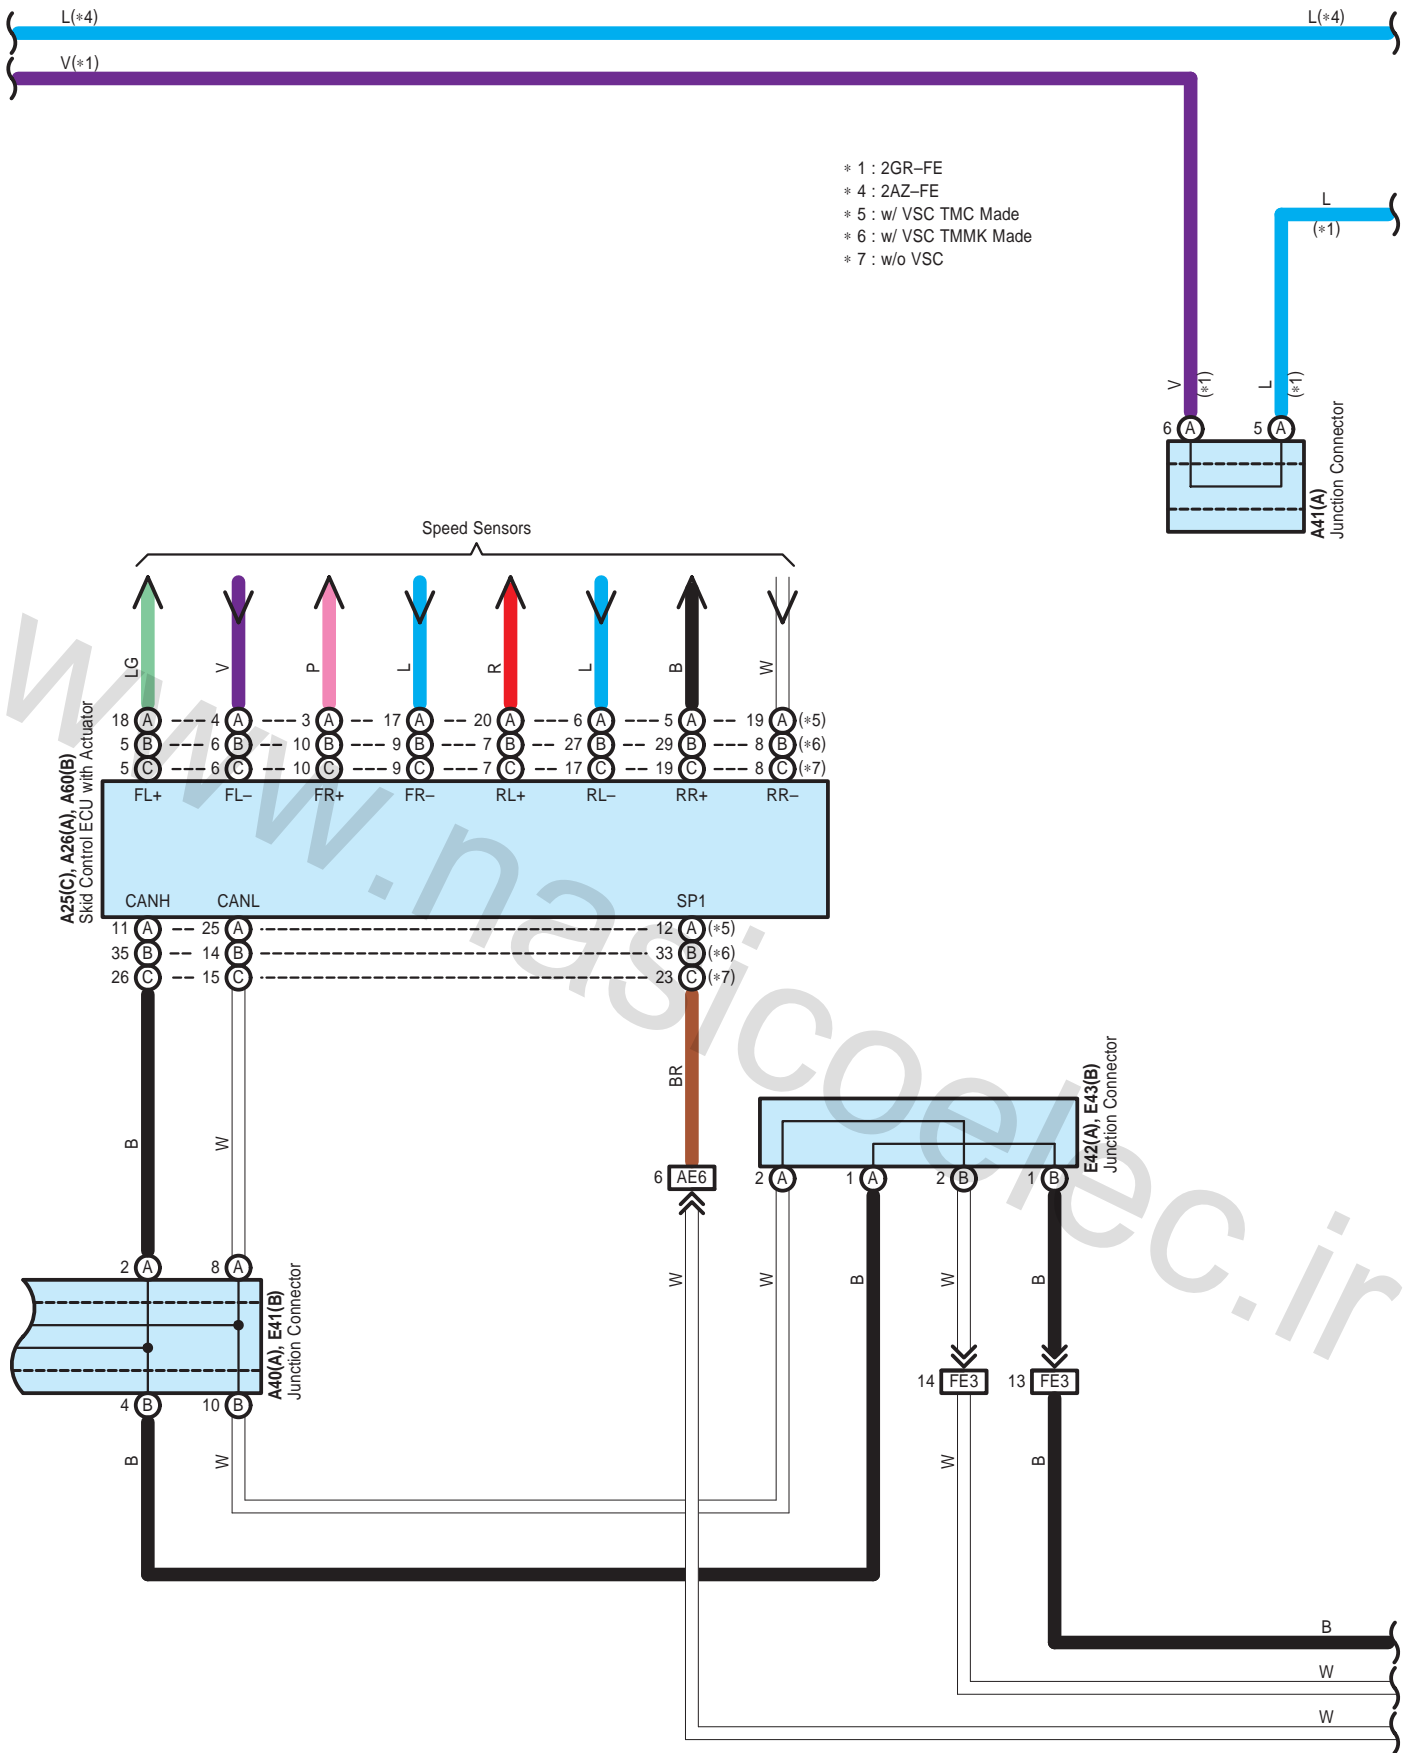 L(*4) L(*4)
V(*1)
* 1 : 2GR–FE
* 4 : 2AZ–FE
* 5 : w/ VSC TMC Made
* 6 : w/ VSC TMMK Made
* 7 : w/o VSC
L
(*1)
V (*1) L (*1)
6 A 5 A
A41(A)
Junction Connector
Speed Sensors
LG V P L R L B W
18 A 4 A 3 A 17 A 20 A 6 A 5 A 19 A (*5)
5 B 6 B 10 B 9 B 7 B 27 B 29 B 8 B (*6)
5 C 6 C 10 C 9 C 7 C 17 C 19 C 8 C (*7)
FL+ FL– FR+ FR– RL+ RL– RR+ RR–
A25(C), A26(A), A60(B)
Skid Control ECU with Actuator
CANH CANL SP1
11 A 25 A 12 A (*5)
35 B 14 B 33 B (*6)
26 C 15 C 23 C (*7)
BR
B W
E42(A), E43(B)
Junction Connector
6 AE6 2 A 1 A 2 B 1 B
2 A 8 A
W W B W B
A40(A), E41(B)
Junction Connector
14 FE3 13 FE3
4 B 10 B
B W W B
B
W
W
www.nasicoelec.ir